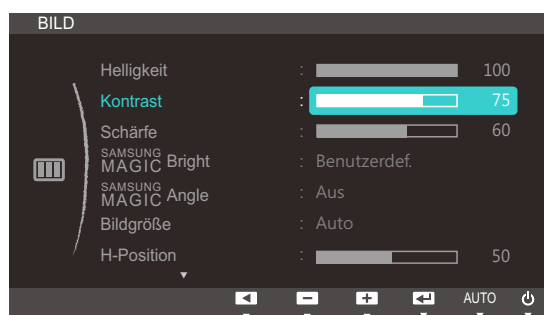 BILD
Helligkeit : 100
Kontrast : 75
Schärfe : 60
SAMSUNG MAGIC Bright : Benutzerdef.
SAMSUNG MAGIC Angle : Aus
Bildgröße : Auto
H-Position : 50
AUTO